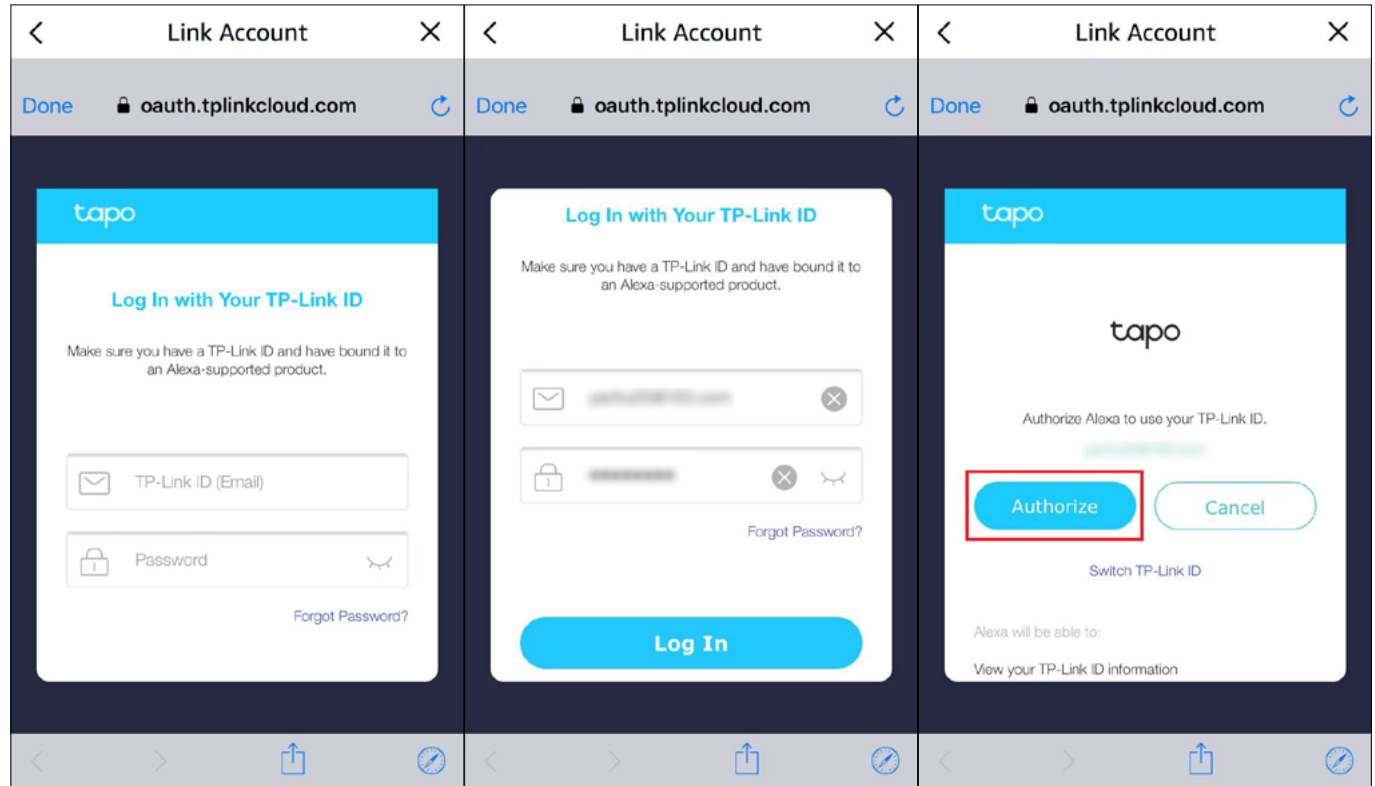 Link Account
Done
oauth.tplinkcloud.com
tapo
Log In with Your TP-Link ID
Make sure you have a TP-Link ID and have bound it to
an Alexa-supported product.
TP-Link ID (Email)
Password
Forgot Password?
Link Account
Done
oauth.tplinkcloud.com
Log In with Your TP-Link ID
Make sure you have a TP-Link ID and have bound it to
an Alexa-supported product.
Forgot Password?
Log In
Link Account
Done
oauth.tplinkcloud.com
tapo
tapo
Authorize Alexa to use your TP-Link ID.
Authorize
Cancel
Switch TP-Link ID
Alexa will be able to:
View your TP-Link ID information